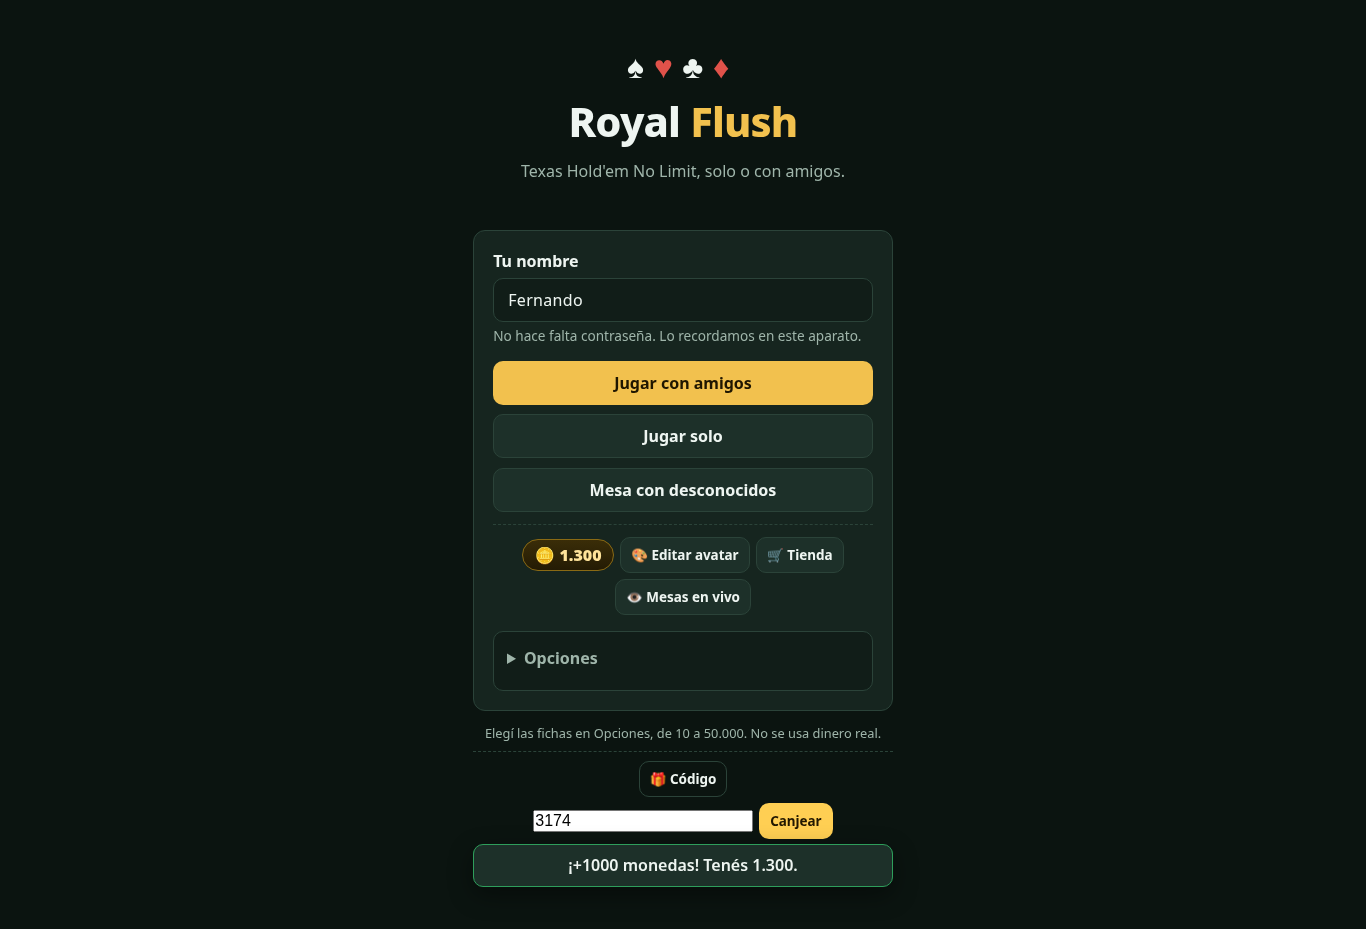 ♠ ♥ ♣ ♦
Royal Flush
Texas Hold'em No Limit, solo o con amigos.
Tu nombre
Fernando
No hace falta contraseña. Lo recordamos en este aparato.
Jugar con amigos
Jugar solo
Mesa con desconocidos
🪙 1.300 🎨 Editar avatar 🛒 Tienda
👁️ Mesas en vivo
▶ Opciones
Elegí las fichas en Opciones, de 10 a 50.000. No se usa dinero real.
🎁 Código
3174 Canjear
¡+1000 monedas! Tenés 1.300.